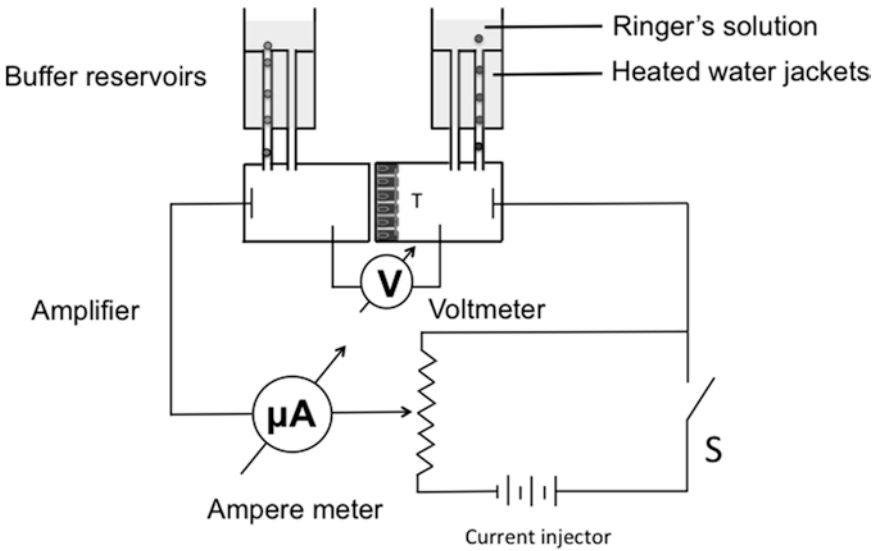 Ringer’s solution
Buffer reservoirs
Heated water jackets
T
V
Amplifier
Voltmeter
µA
S
Ampere meter
Current injector